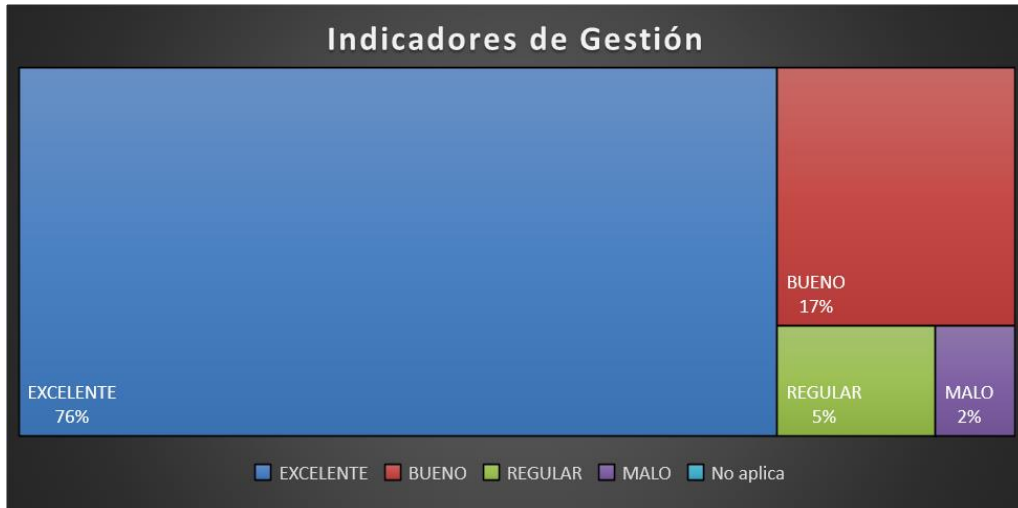 Indicadores de Gestión
BUENO
17%
EXCELENTE
76%
REGULAR
5%
MALO
2%
EXCELENTE BUENO REGULAR MALO No aplica